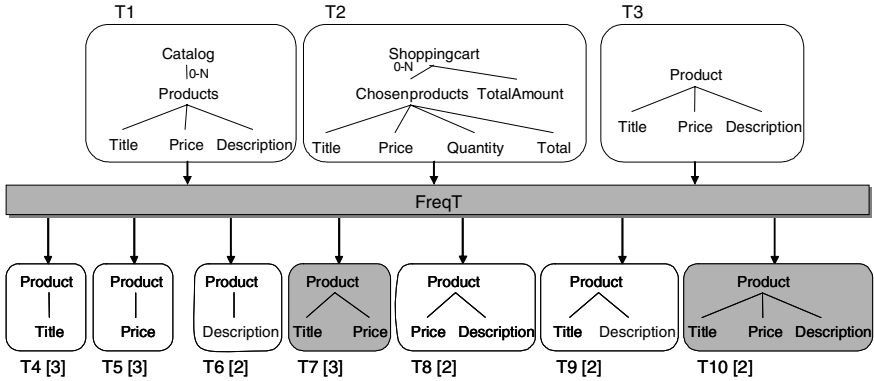 T1 T2 T3
Catalog Shoppingcart
0-N 0-N
Product
Products Chosenproducts TotalAmount
Title Price Description Title Price Quantity Total Title Price Description
FreqT
Product Product Product Product Product Product Product
Title Price Description Title Price Price Description Title Description Title Price Description
T4 [3] T5 [3] T6 [2] T7 [3] T8 [2] T9 [2] T10 [2]